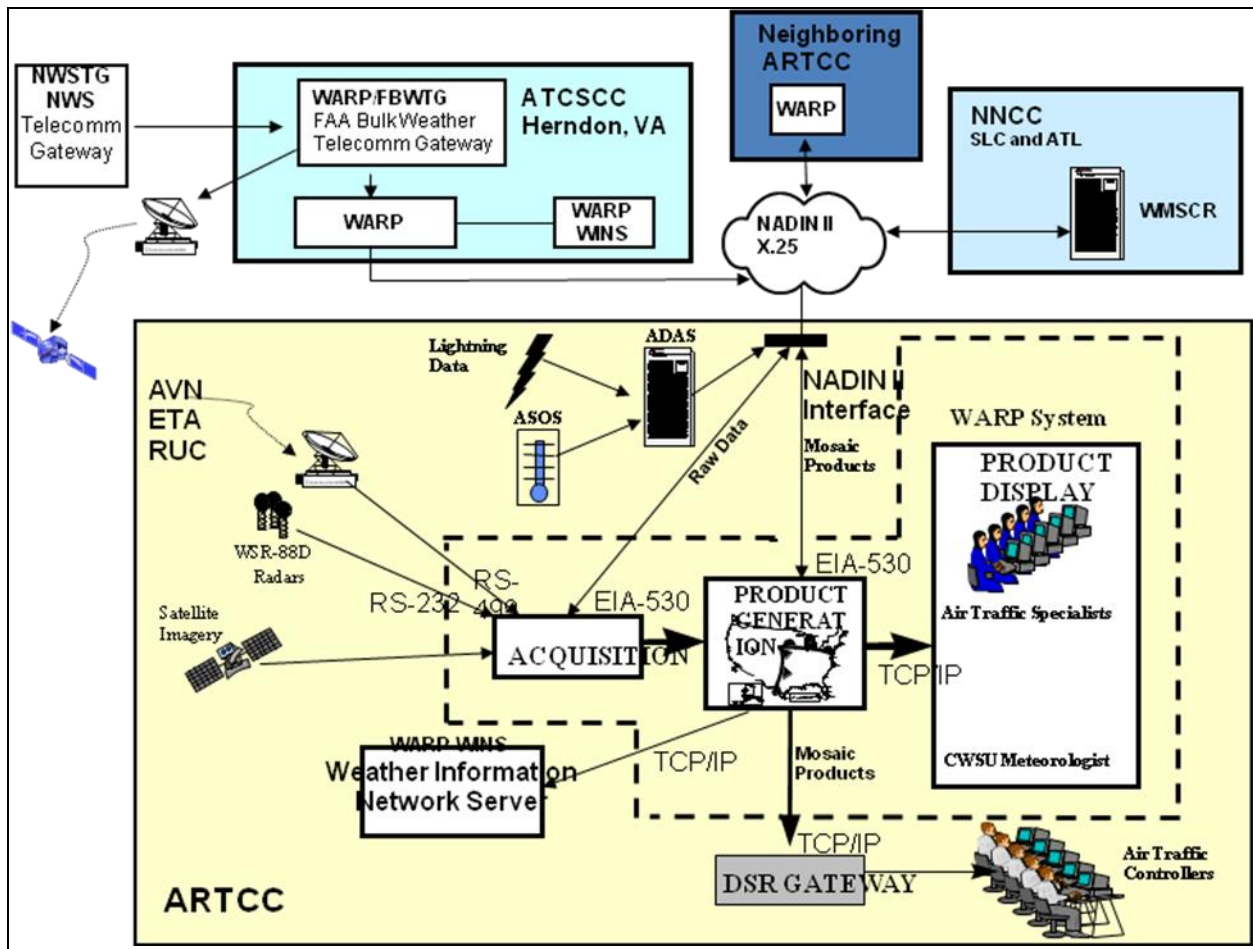 NWSTG
NWS
Telecomm
Gateway
WARP/FBWTG
FAA BulkWeather
Telecomm Gateway
ATCSCC
Herndon, VA
WARP
WARP
WINS
Neighboring
ARTCC
WARP
NADIN II
X.25
NNCC
SLC and ATL
WMSCR
Lightning
Data
ADAS
ASOS
NADIN II
Interface
Raw Data
Mosaic
Products
AVN
ETA
RUC
WSR-88D
Radars
Satellite
Imagery
RS-232
RS-
EIA-530
EIA-530
ACQUISITION
PRODUCT
GENERAT
ION
TCP/IP
WARP System
PRODUCT
DISPLAY
Air Traffic Specialists
CWSU Meteorologist
WARP WINS
Weather Information
Network Server
TCP/IP
Mosaic
Products
TCP/IP
DSR GATEWAY
Air Traffic
Controllers
ARTCC